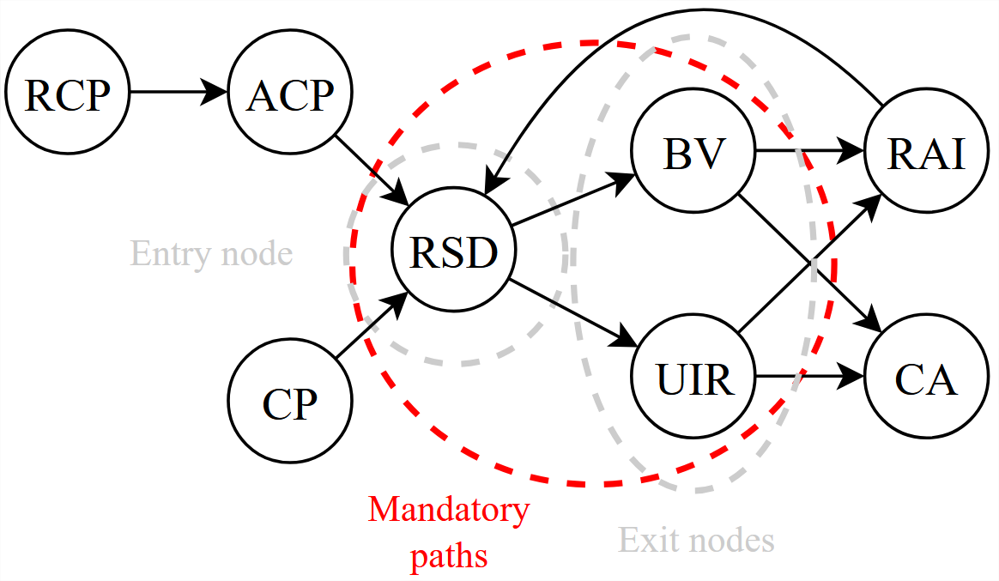 RCP
ACP
BV
RAI
Entry node
RSD
CP
UIR
CA
Mandatory
paths
Exit nodes